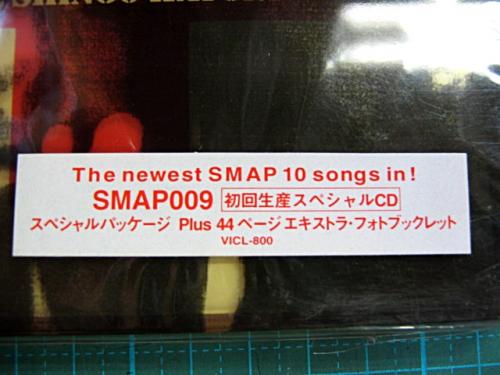 The newest SMAP 10 songs in!
SMAP009 初回生産スペシャルCD
スペシャルパッケージ Plus 44 ページ エキストラ・フォトブックレット
VICL-800